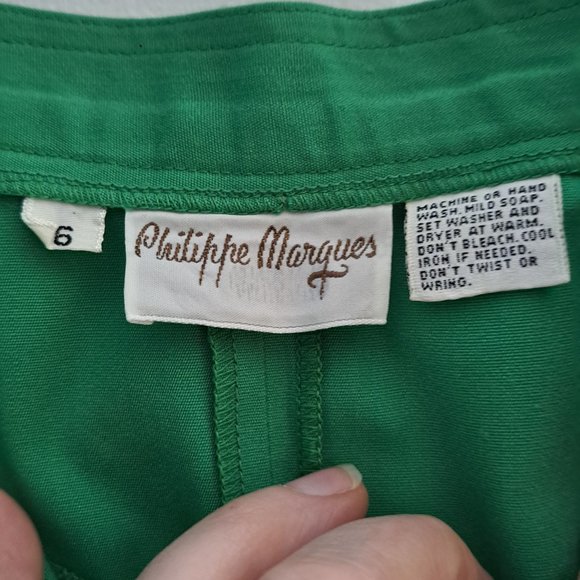 6
Philippe Marques
MACHINE OR HAND
WASH. MILD SOAP.
SET WASHER AND
DRYER AT WARM.
DON'T BLEACH. COOL
IRON IF NEEDED.
DON'T TWIST OR
WRING.